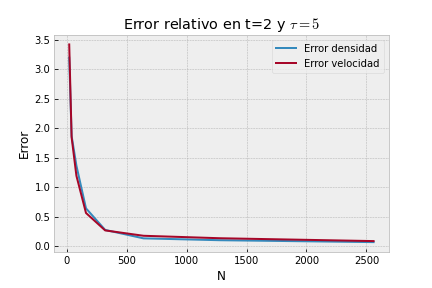 Error relativo en t=2 y τ = 5
Error densidad
Error velocidad
3.5
3.0
2.5
2.0
1.5
1.0
0.5
0.0
Error
0 500 1000 1500 2000 2500
N